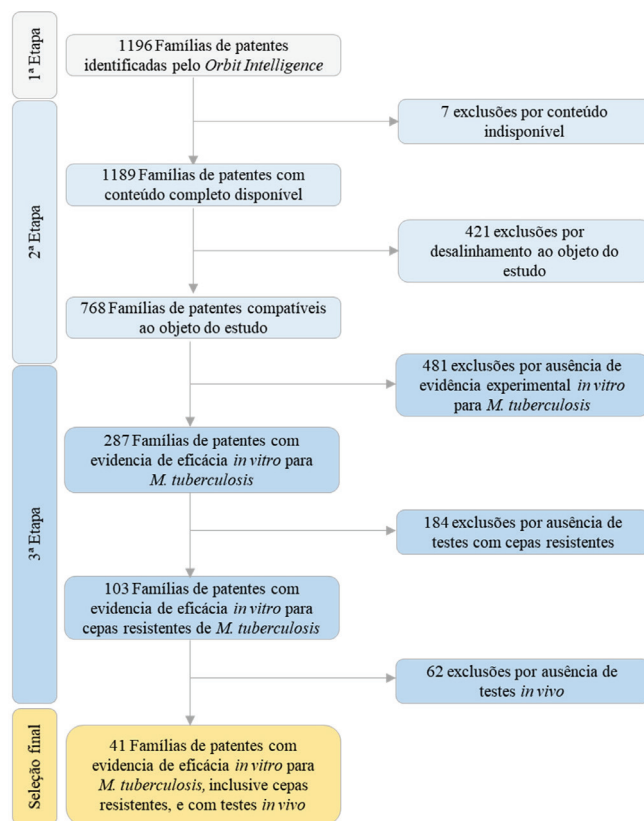 1ª Etapa
1196 Famílias de patentes
identificadas pelo Orbit Intelligence
7 exclusões por conteúdo
indisponível
2ª Etapa
1189 Famílias de patentes com
conteúdo completo disponível
421 exclusões por
desalinhamento ao objeto do
estudo
768 Famílias de patentes compatíveis
ao objeto do estudo
481 exclusões por ausência de
evidência experimental in vitro
para M. tuberculosis
3ª Etapa
287 Famílias de patentes com
evidencia de eficácia in vitro para
M. tuberculosis
184 exclusões por ausência de
testes com cepas resistentes
103 Famílias de patentes com
evidencia de eficácia in vitro para
cepas resistentes de M. tuberculosis
62 exclusões por ausência de
testes in vivo
Seleção final
41 Famílias de patentes com
evidencia de eficácia in vitro para
M. tuberculosis, inclusive cepas
resistentes, e com testes in vivo